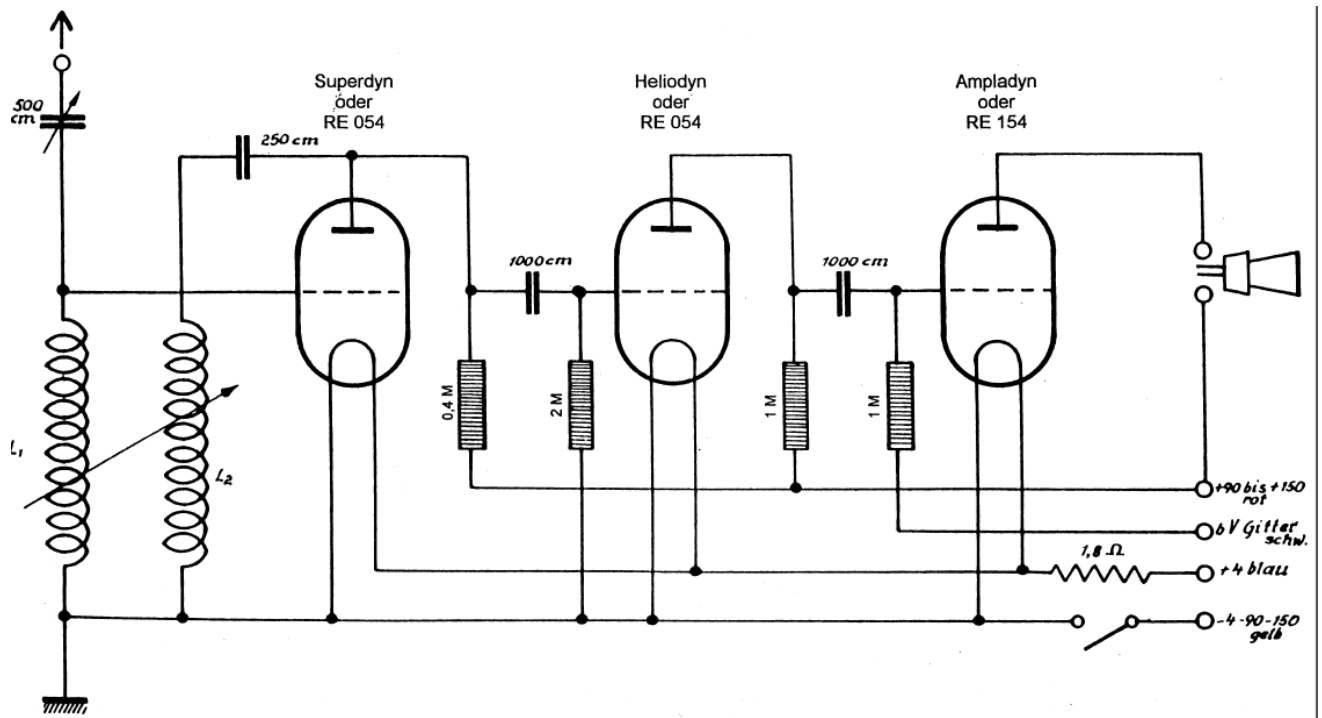 500
cm
250 cm
Superdyn
oder
RE 054
Heliodyn
oder
RE 054
Ampladyn
oder
RE 154
1000 cm
1000 cm
0,4 M
2 M
1 M
1 M
L₁
L₂
+90 bis +150
rot
6V Gitter
schw.
1,8 Ω
+4 blau
-4 -90 -150
gelb